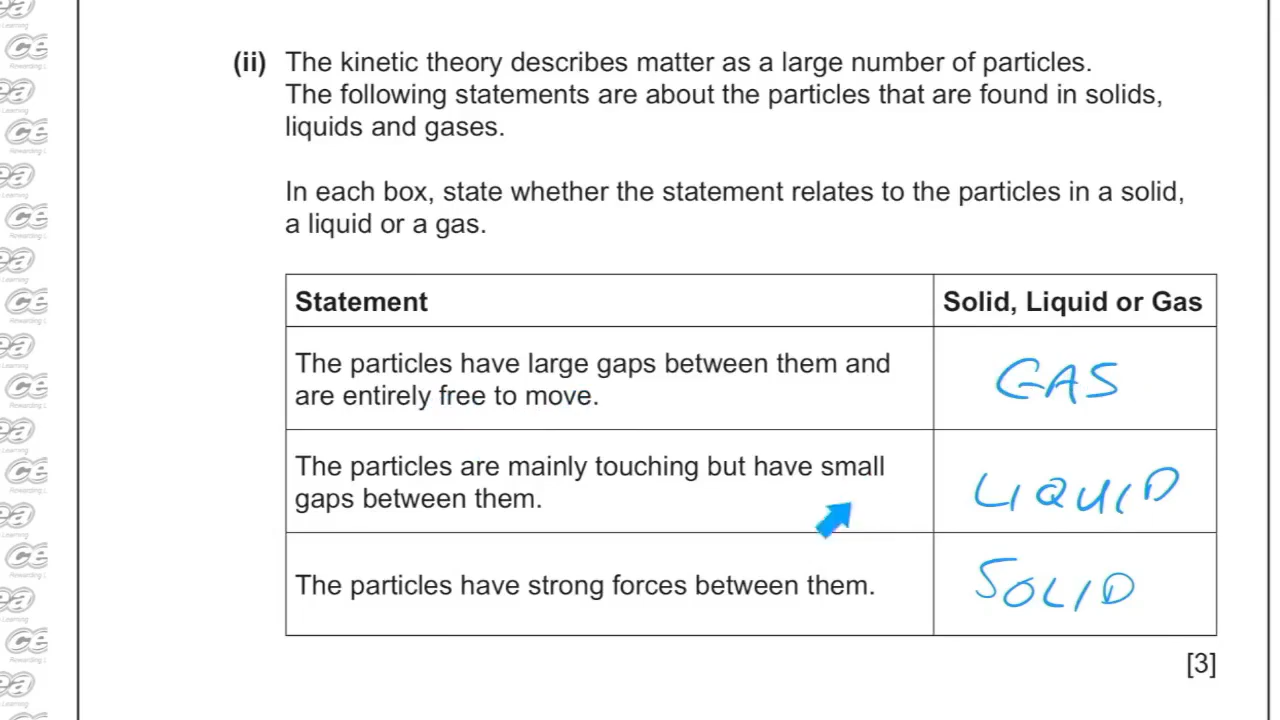 (ii) The kinetic theory describes matter as a large number of particles.
The following statements are about the particles that are found in solids,
liquids and gases.
In each box, state whether the statement relates to the particles in a solid,
a liquid or a gas.
Statement
Solid, Liquid or Gas
The particles have large gaps between them and
are entirely free to move.
GAS
The particles are mainly touching but have small
gaps between them.
LIQUID
The particles have strong forces between them.
SOLID
[3]